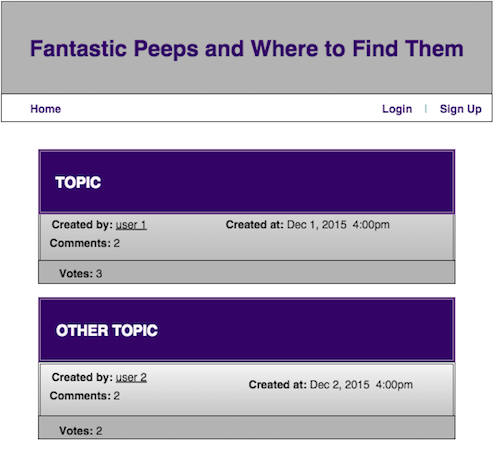 Fantastic Peeps and Where to Find Them
Home Login | Sign Up
TOPIC
Created by: user 1 Created at: Dec 1, 2015 4:00pm
Comments: 2
Votes: 3
OTHER TOPIC
Created by: user 2 Created at: Dec 2, 2015 4:00pm
Comments: 2
Votes: 2